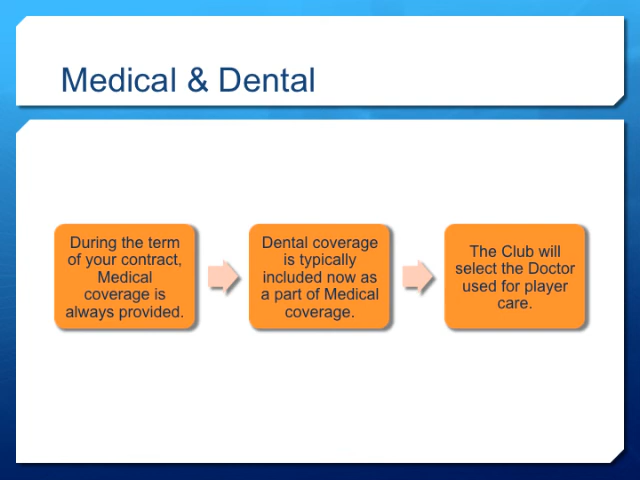 Medical & Dental
During the term
of your contract,
Medical
coverage is
always provided.
Dental coverage
is typically
included now as
a part of Medical
coverage.
The Club will
select the Doctor
used for player
care.